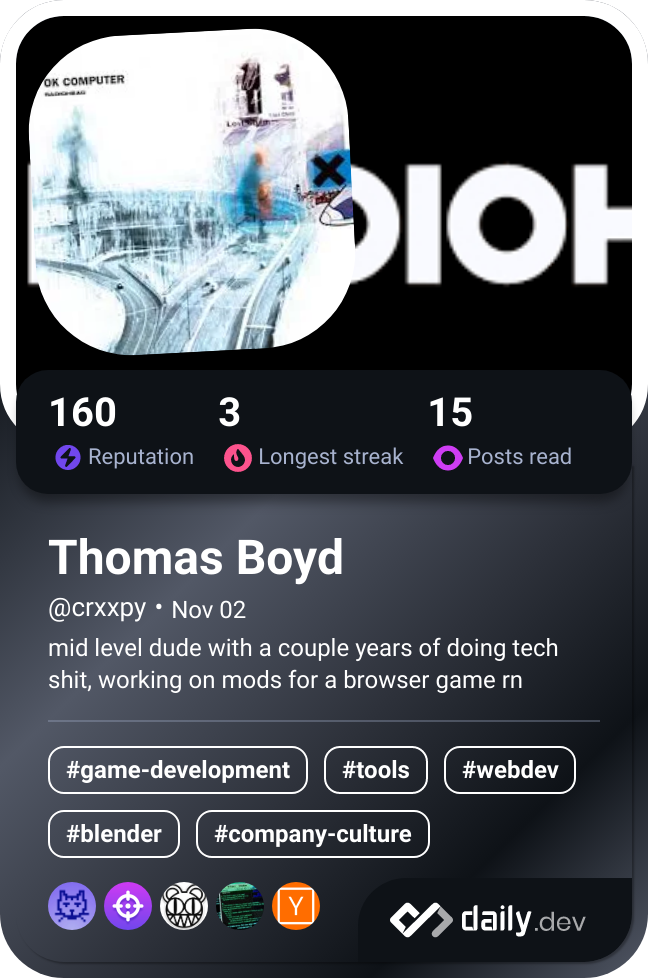 OK COMPUTER
RADIOHEAD
Lost Child
DIOH
160
3
15
Reputation
Longest streak
Posts read
Thomas Boyd
@crxxpy • Nov 02
mid level dude with a couple years of doing tech
shit, working on mods for a browser game rn
#game-development
#tools
#webdev
#blender
#company-culture
Y
daily.dev